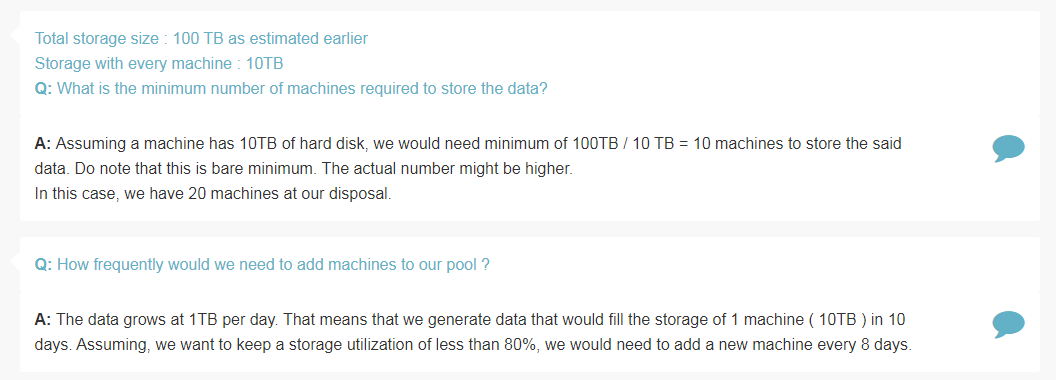 Total storage size : 100 TB as estimated earlier
Storage with every machine : 10TB
Q: What is the minimum number of machines required to store the data?
A: Assuming a machine has 10TB of hard disk, we would need minimum of 100TB / 10 TB = 10 machines to store the said
data. Do note that this is bare minimum. The actual number might be higher.
In this case, we have 20 machines at our disposal.
Q: How frequently would we need to add machines to our pool ?
A: The data grows at 1TB per day. That means that we generate data that would fill the storage of 1 machine ( 10TB ) in 10
days. Assuming, we want to keep a storage utilization of less than 80%, we would need to add a new machine every 8 days.